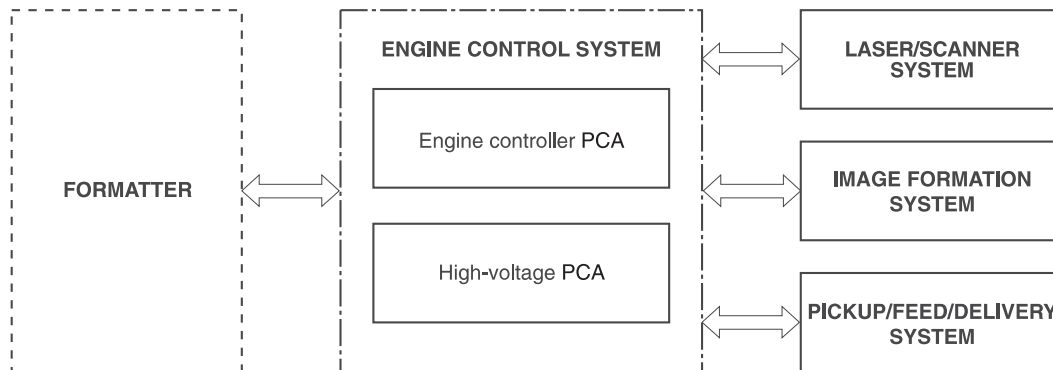 FORMATTER
ENGINE CONTROL SYSTEM
Engine controller PCA
High-voltage PCA
LASER/SCANNER
SYSTEM
IMAGE FORMATION
SYSTEM
PICKUP/FEED/DELIVERY
SYSTEM